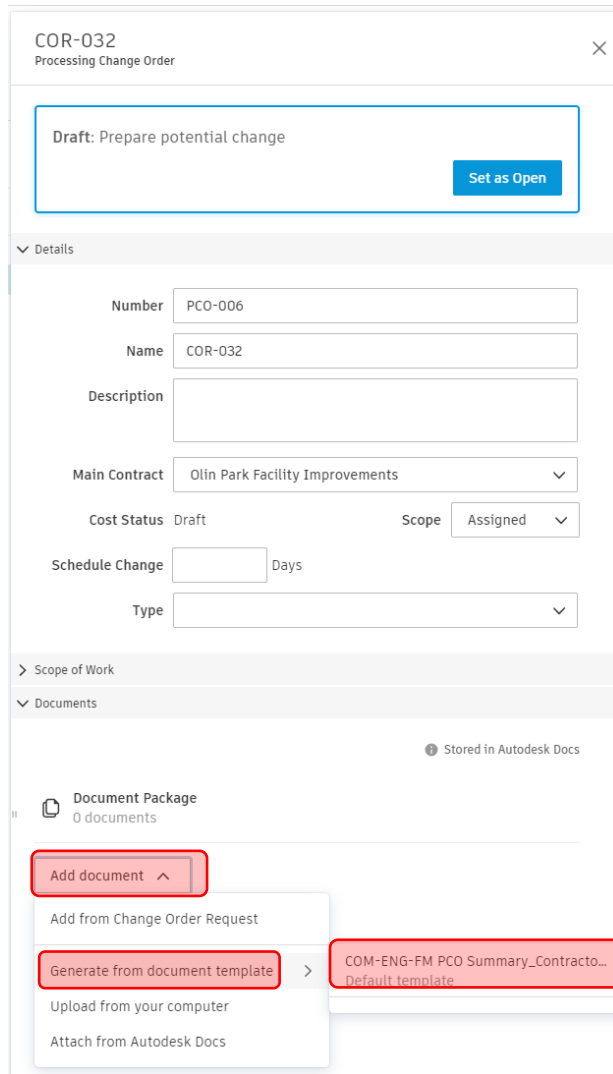 COR-032
Processing Change Order
Draft: Prepare potential change
Set as Open
Details
Number PCO-006
Name COR-032
Description
Main Contract Olin Park Facility Improvements
Cost Status Draft Scope Assigned
Schedule Change Days
Type
Scope of Work
Documents
Stored in Autodesk Docs
Document Package
0 documents
Add document
Add from Change Order Request
Generate from document template COM-ENG-FM PCO Summary_Contracto...
Default template
Upload from your computer
Attach from Autodesk Docs